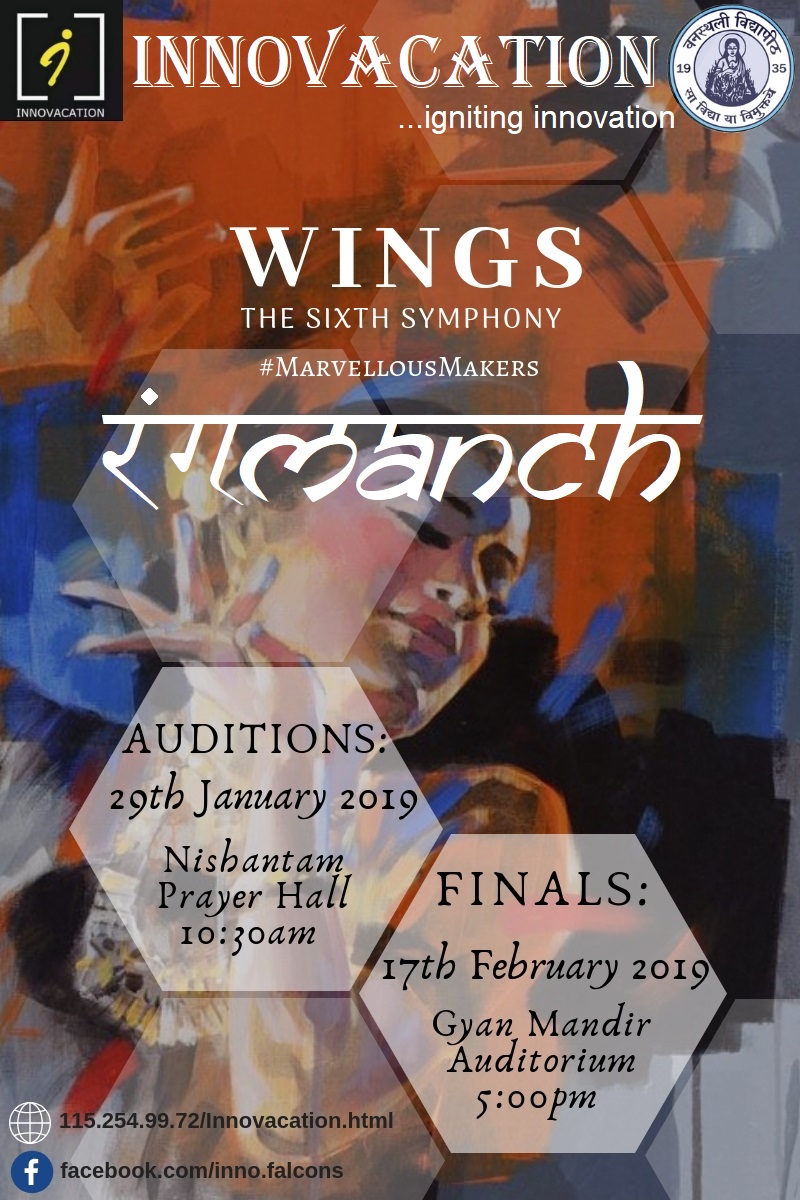 INNOVACATION
INNOVACATION
...igniting innovation
वनस्थली विद्यापीठ
19 35
सा विद्या या विमुक्तये
WINGS
THE SIXTH SYMPHONY
#MarvellousMakers
रंगmanch
AUDITIONS:
29th January 2019
Nishantam
Prayer Hall
10:30am
FINALS:
17th February 2019
Gyan Mandir
Auditorium
5:00pm
115.254.99.72/Innovacation.html
facebook.com/inno.falcons